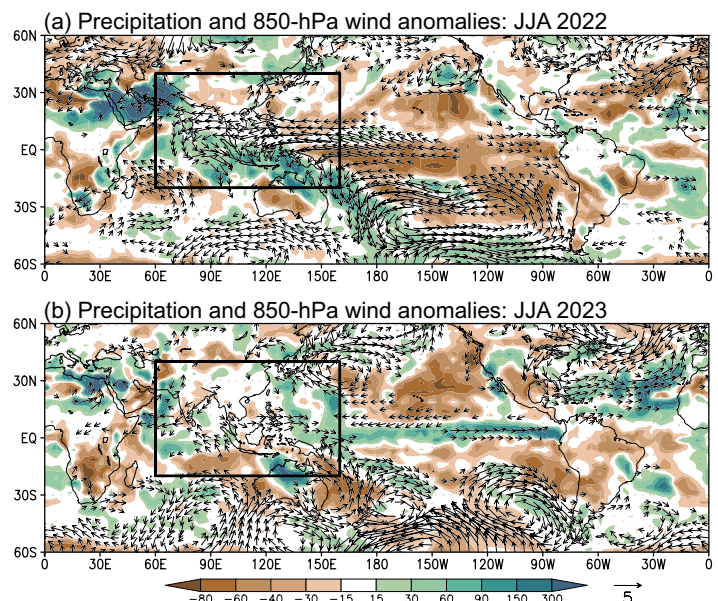 (a) Precipitation and 850-hPa wind anomalies: JJA 2022
60N
30N
EQ
30S
60S
0 30E 60E 90E 120E 150E 180 150W 120W 90W 60W 30W 0
(b) Precipitation and 850-hPa wind anomalies: JJA 2023
60N
30N
EQ
30S
60S
0 30E 60E 90E 120E 150E 180 150W 120W 90W 60W 30W 0
-80 -60 -40 -30 -15 15 30 60 90 150 300
5